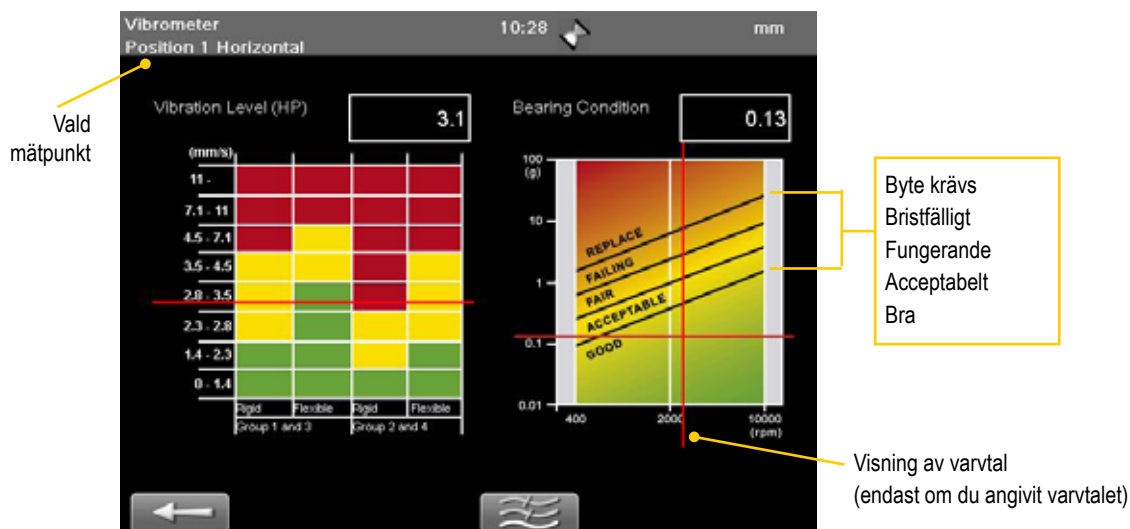 Vibrometer
10:28
mm
Position 1 Horizontal
Vald
mätpunkt
Vibration Level (HP)
3.1
(mm/s)
11 -
7.1 - 11
4.5 - 7.1
3.5 - 4.5
2.8 - 3.5
2.3 - 2.8
1.4 - 2.3
0 - 1.4
Rigid Flexible Rigid Flexible
Group 1 and 3 Group 2 and 4
Bearing Condition
0.13
100
(g)
10
1
0.1
0.01
REPLACE
FAILING
FAIR
ACCEPTABLE
GOOD
400 2000 10000
(rpm)
Byte krävs
Bristfälligt
Fungerande
Acceptabelt
Bra
Visning av varvtal
(endast om du angivit varvtalet)